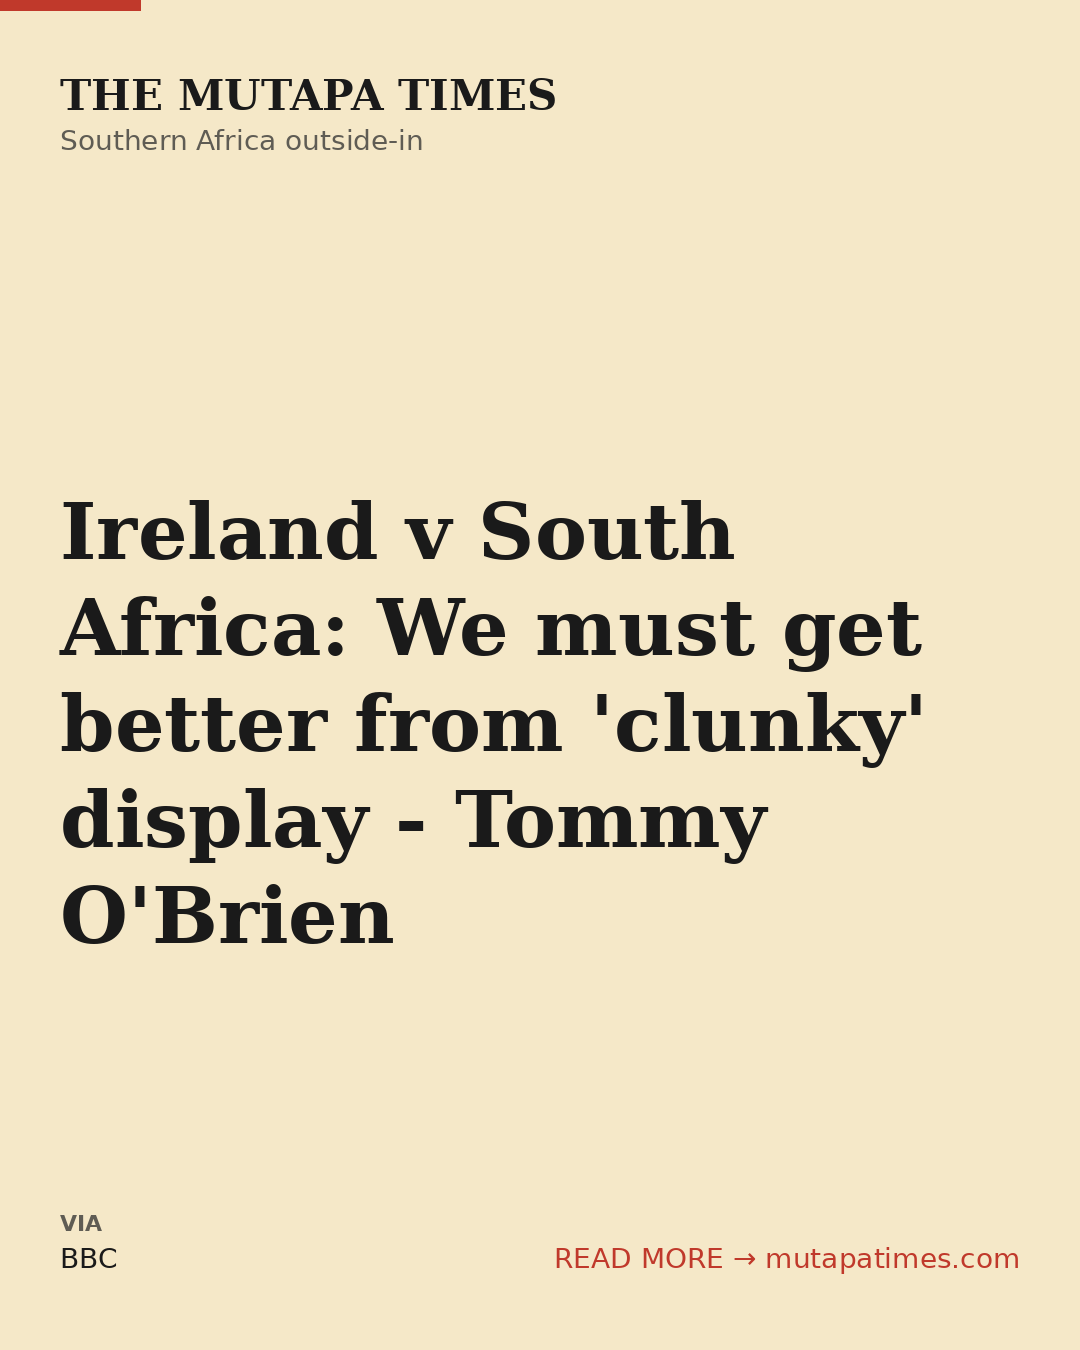 THE MUTAPA TIMES
Southern Africa outside-in
Ireland v South
Africa: We must get
better from 'clunky'
display - Tommy
O'Brien
VIA
BBC
READ MORE → mutapatimes.com